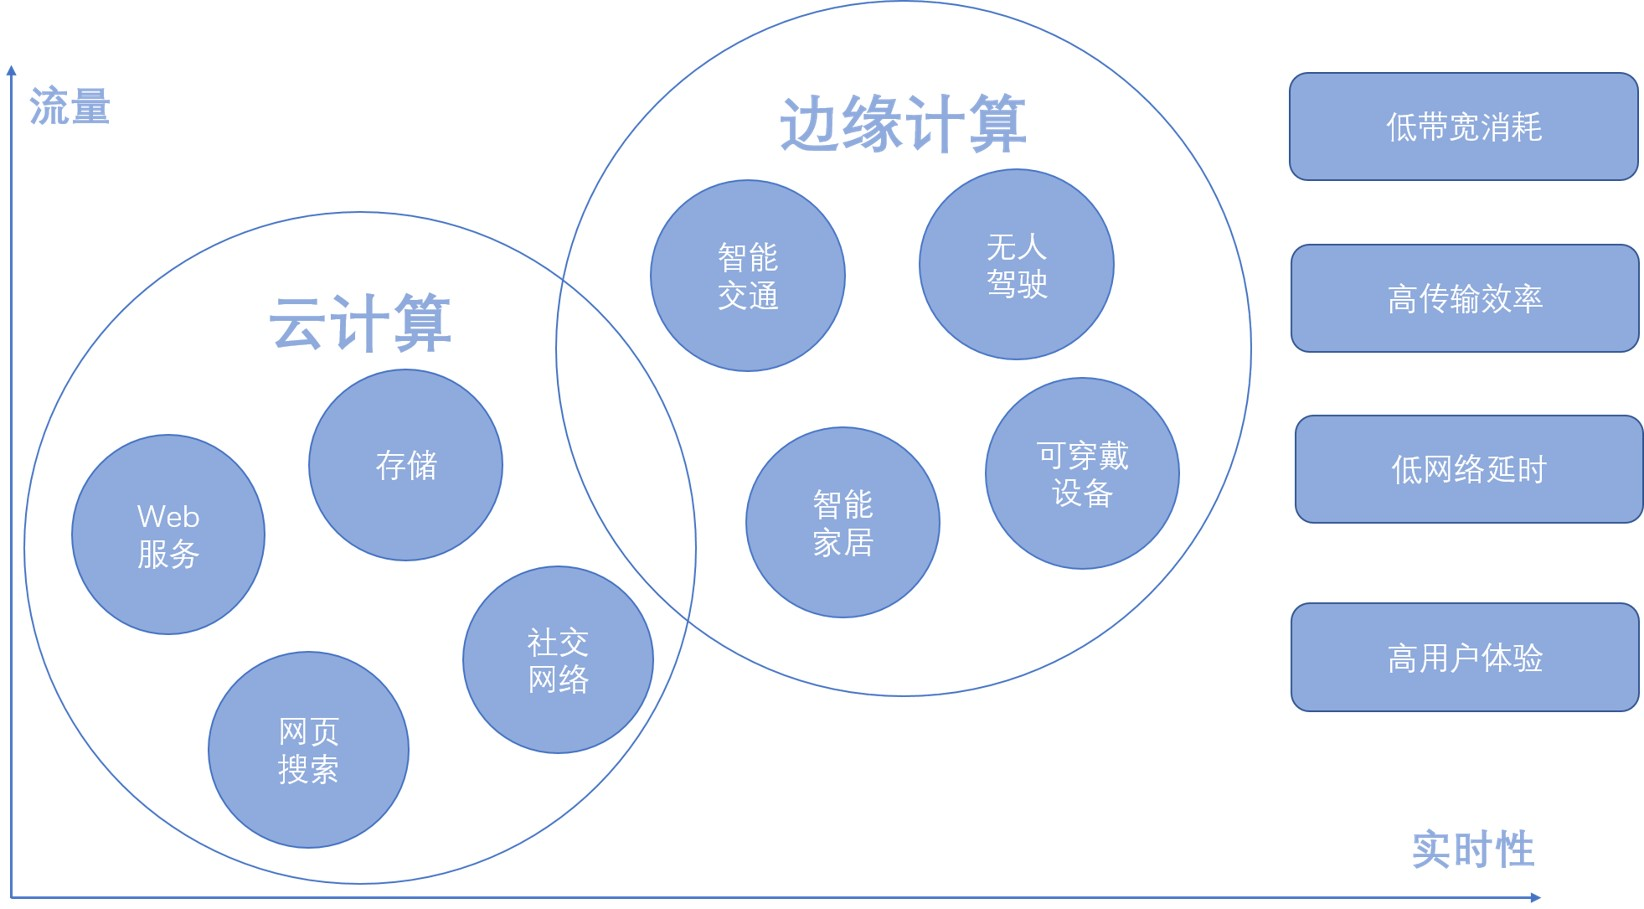 流量
边缘计算
智能
交通
无人
驾驶
智能
家居
可穿戴
设备
云计算
存储
Web
服务
社交
网络
网页
搜索
低带宽消耗
高传输效率
低网络延时
高用户体验
实时性